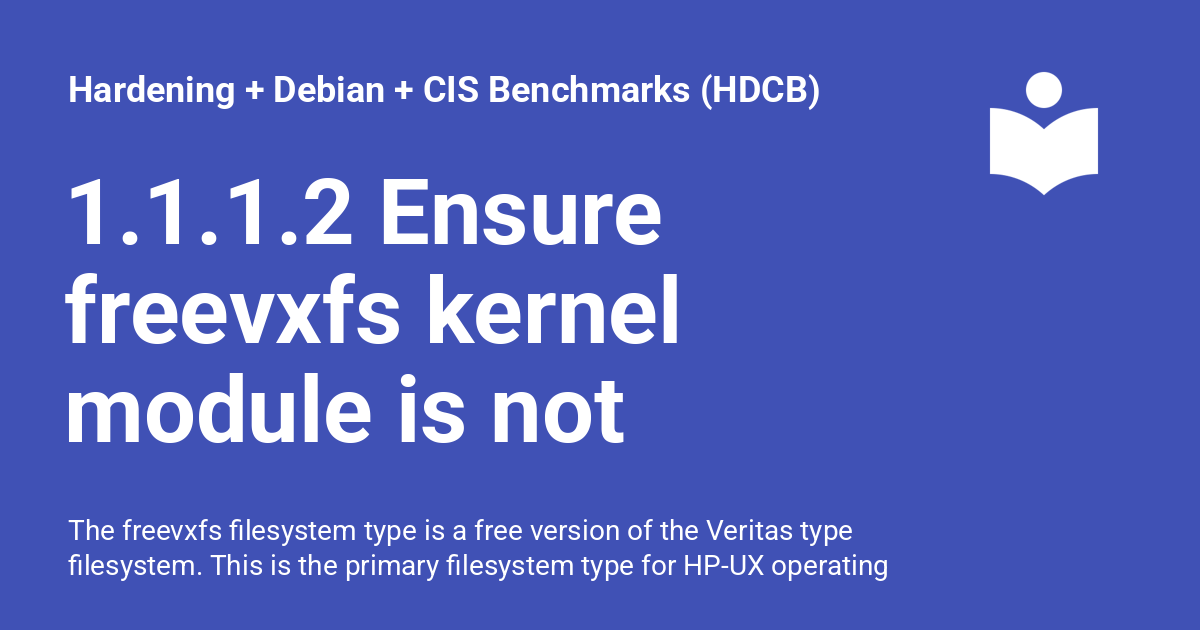 Hardening + Debian + CIS Benchmarks (HDCB)
1.1.1.2 Ensure
freevxfs kernel
module is not
The freevxfs filesystem type is a free version of the Veritas type
filesystem. This is the primary filesystem type for HP-UX operating